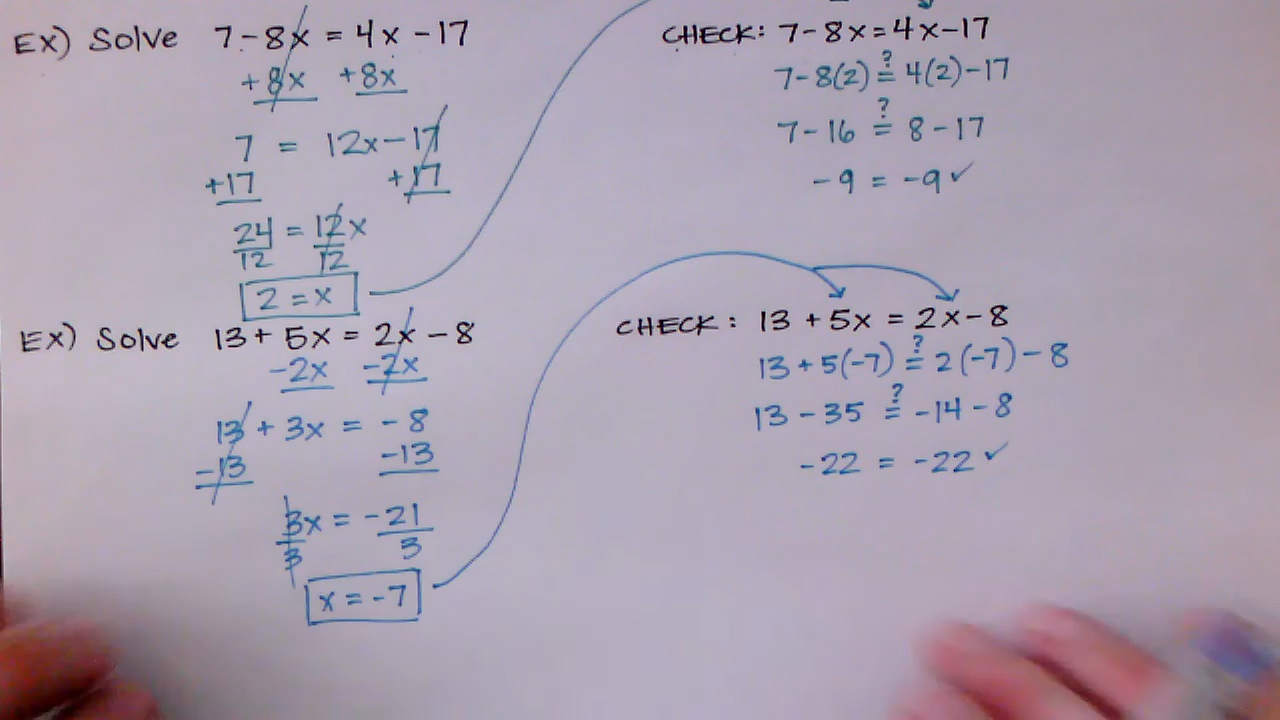 EX) Solve 7 - 8x = 4x - 17
+8x +8x
7 = 12x - 17
+17 +17
24 = 12x
12 12
2 = x
CHECK: 7 - 8x = 4x - 17
7 - 8(2) ?= 4(2) - 17
7 - 16 ?= 8 - 17
-9 = -9 ✓
EX) Solve 13 + 5x = 2x - 8
-2x -2x
13 + 3x = -8
-13 -13
3x = -21
3 3
x = -7
CHECK: 13 + 5x = 2x - 8
13 + 5(-7) ?= 2(-7) - 8
13 - 35 ?= -14 - 8
-22 = -22 ✓